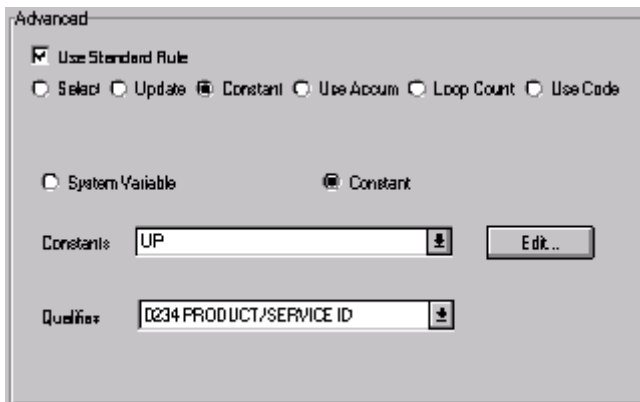 Advanced
Use Standard Rule
Select Update Constant Use Accum Loop Count Use Code
System Variable Constant
Constants UP Edit...
Qualifies 0234 PRODUCT/SERVICE ID